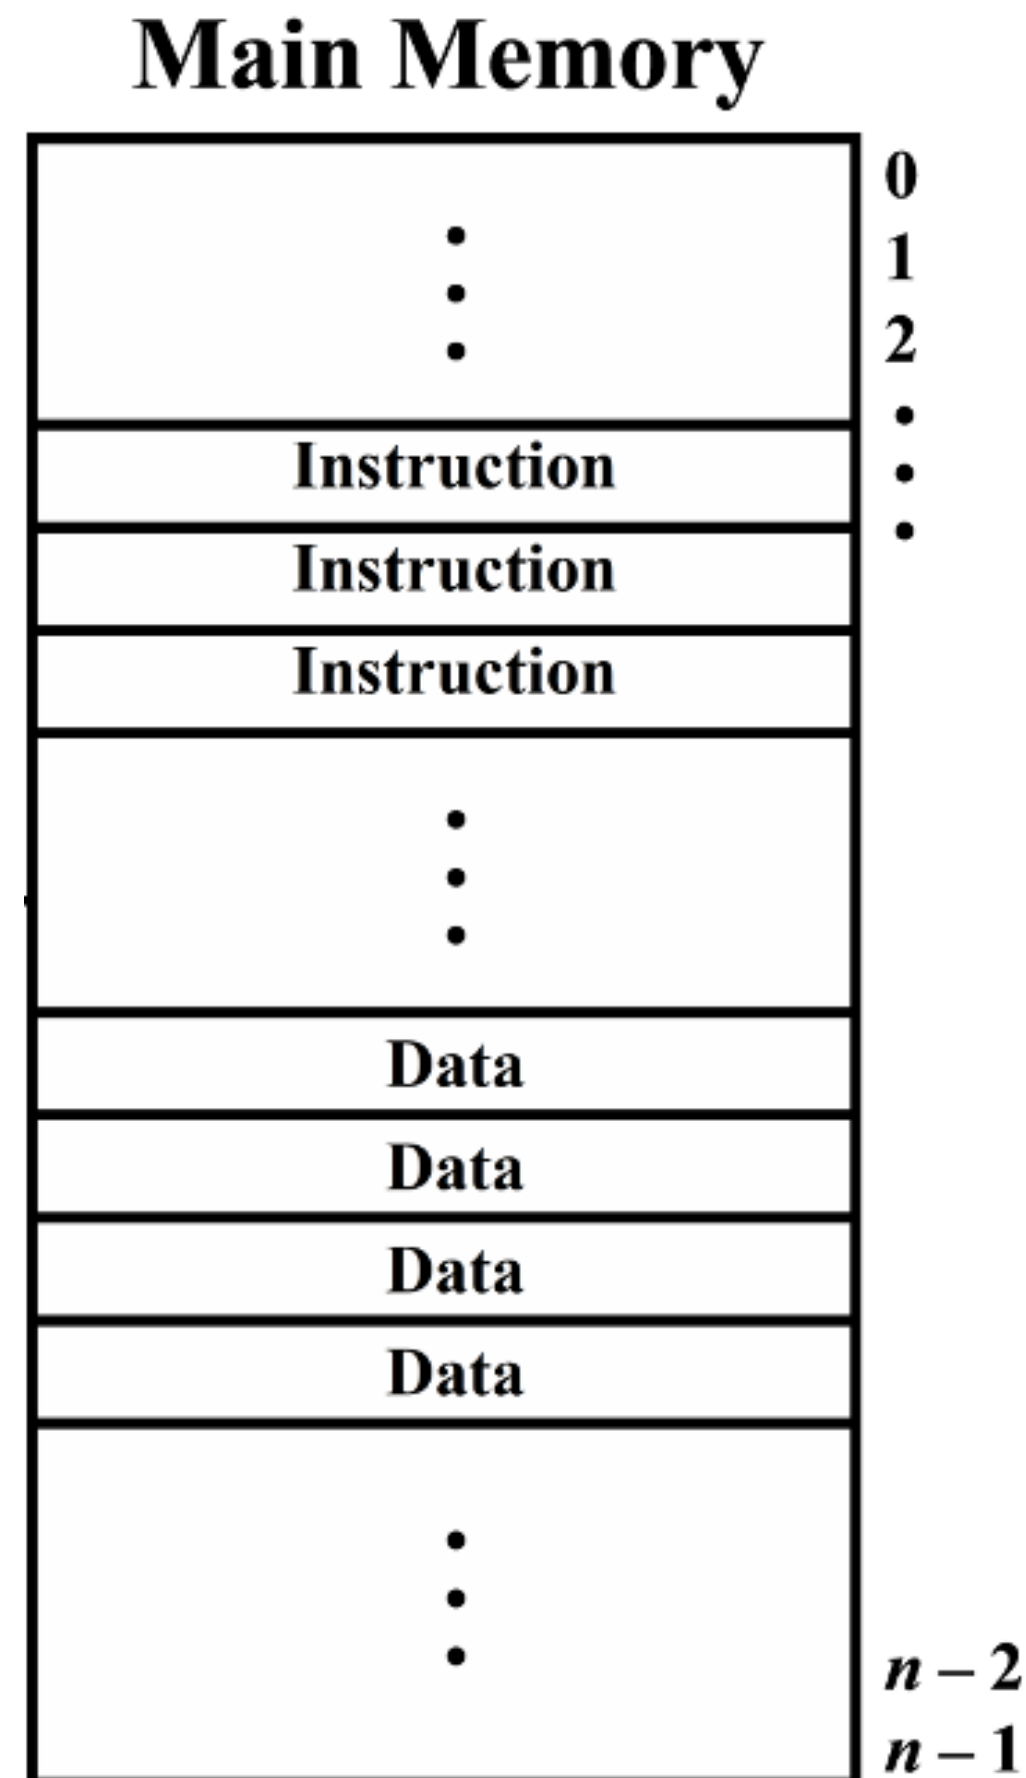 Main Memory
0
1
2
Instruction
Instruction
Instruction
Data
Data
Data
Data
n – 2
n – 1